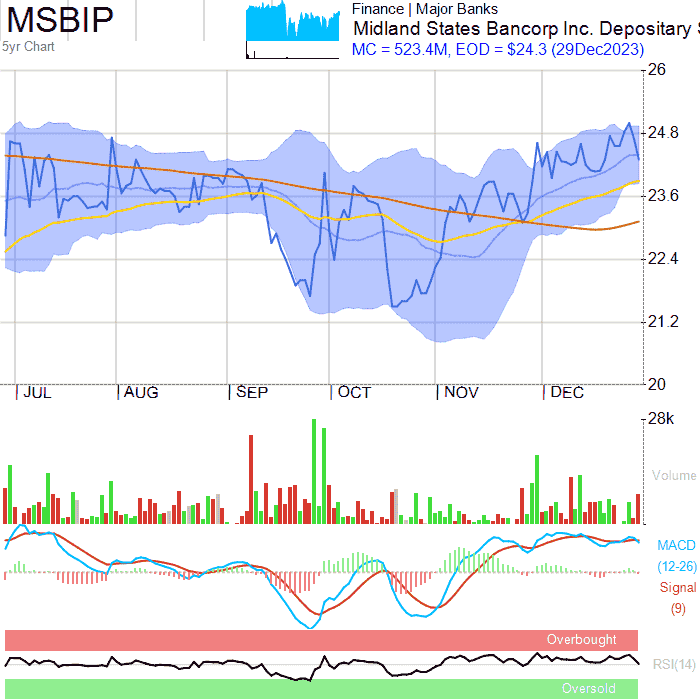 MSBIP
5yr Chart
Finance | Major Banks
Midland States Bancorp Inc. Depositary S
MC = 523.4M, EOD = $24.3 (29Dec2023)
26
24.8
23.6
22.4
21.2
20
JUL
AUG
SEP
OCT
NOV
DEC
28k
Volume
MACD
(12-26)
Signal
(9)
Overbought
RSI(14)
Oversold